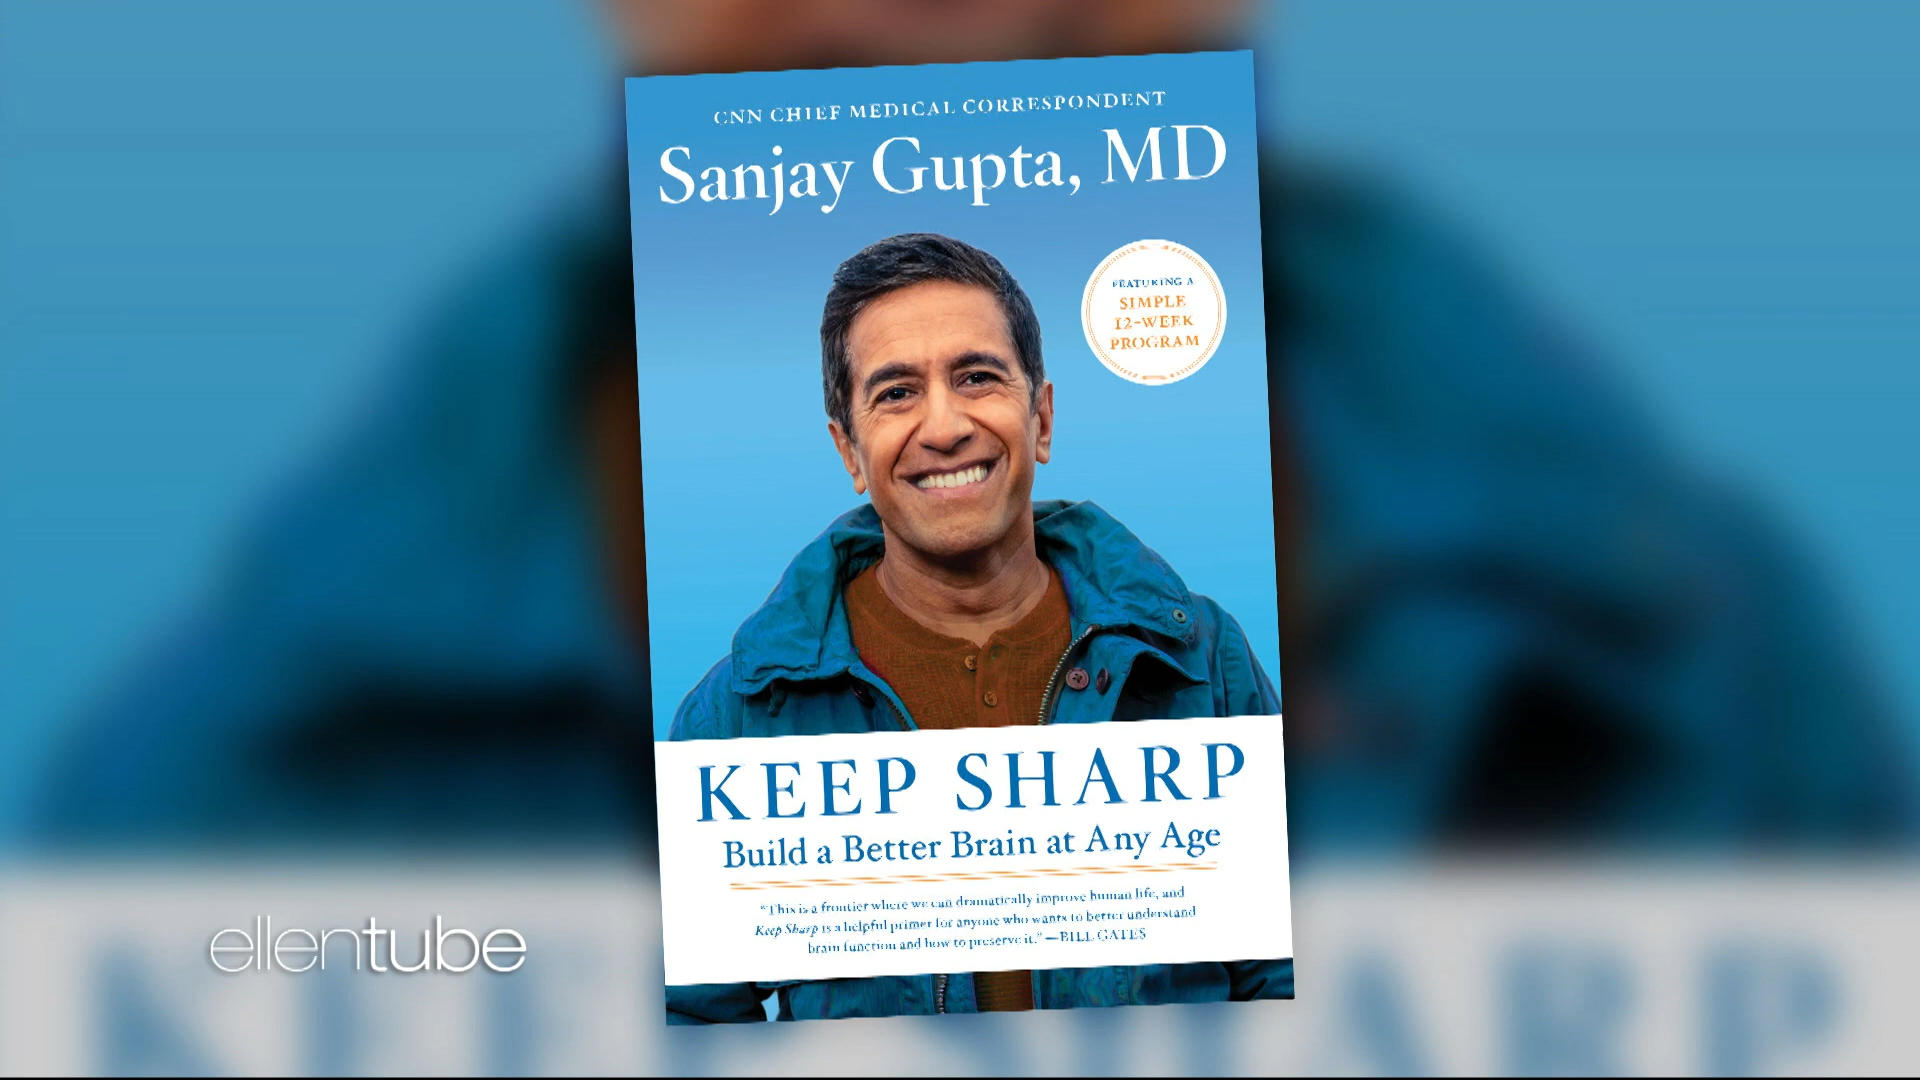 CNN CHIEF MEDICAL CORRESPONDENT
Sanjay Gupta, MD
FEATURING A
SIMPLE
12-WEEK
PROGRAM
KEEP SHARP
Build a Better Brain at Any Age
“This is a frontier where we can dramatically improve human life, and
Keep Sharp is a helpful primer for anyone who wants to better understand
brain function and how to preserve it.” —BILL GATES
ellentube
KEEP SHARP